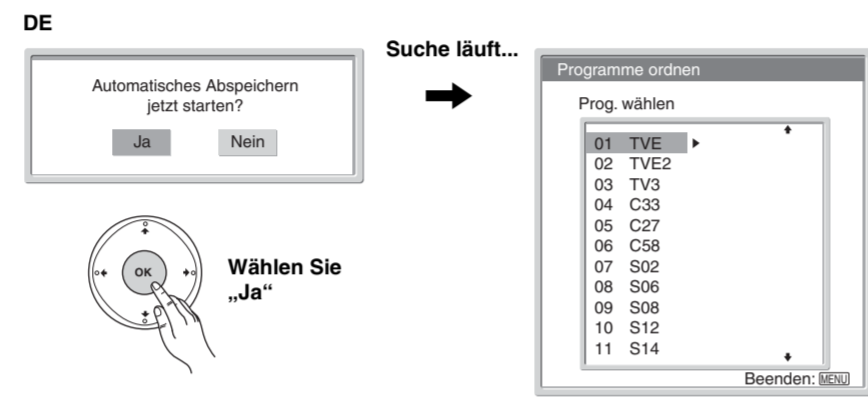 DE
Automatisches Abspeichern
jetzt starten?
Ja Nein
OK
Wählen Sie
„Ja“
Suche läuft...
Programme ordnen
Prog. wählen
01 TVE
02 TVE2
03 TV3
04 C33
05 C27
06 C58
07 S02
08 S06
09 S08
10 S12
11 S14
Beenden: MENU